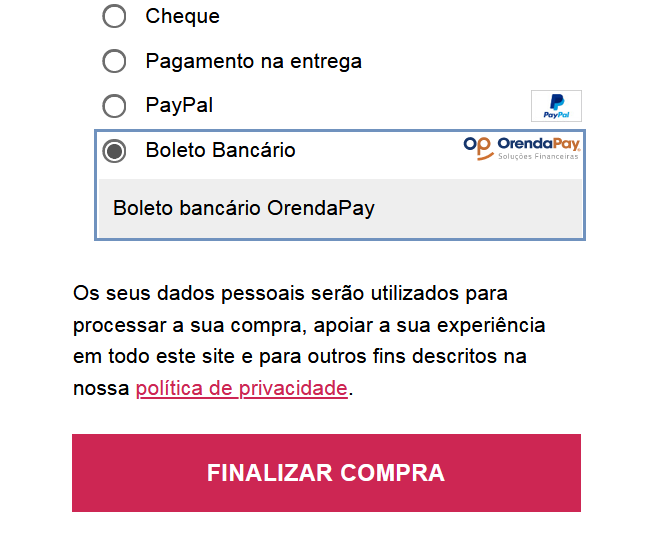 Cheque
Pagamento na entrega
PayPal
PayPal
Boleto Bancário
OP OrendaPay
Soluções Financeiras
Boleto bancário OrendaPay
Os seus dados pessoais serão utilizados para
processar a sua compra, apoiar a sua experiência
em todo este site e para outros fins descritos na
nossa política de privacidade.
FINALIZAR COMPRA